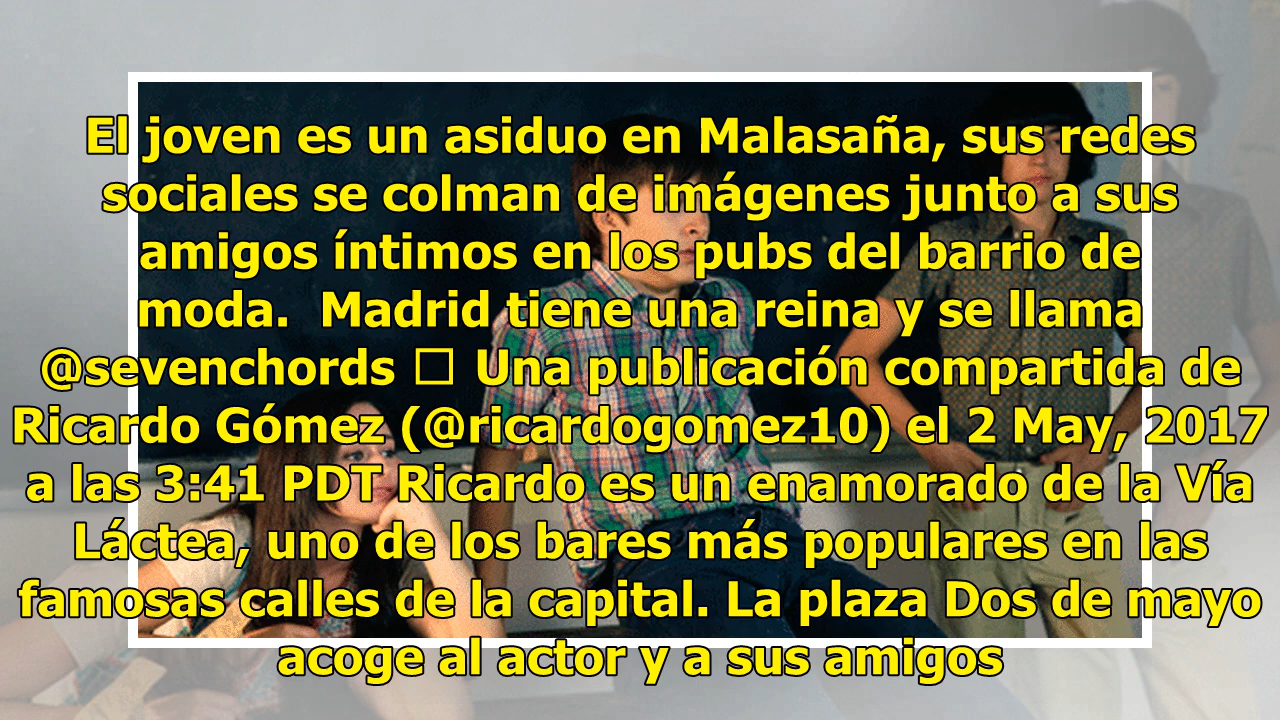 El joven es un asiduo en Malasaña, sus redes
sociales se colman de imágenes junto a sus
amigos íntimos en los pubs del barrio de
moda.  Madrid tiene una reina y se llama
@sevenchords □ Una publicación compartida de
Ricardo Gómez (@ricardogomez10) el 2 May, 2017
a las 3:41 PDT Ricardo es un enamorado de la Vía
Láctea, uno de los bares más populares en las
famosas calles de la capital. La plaza Dos de mayo
acoge al actor y a sus amigos